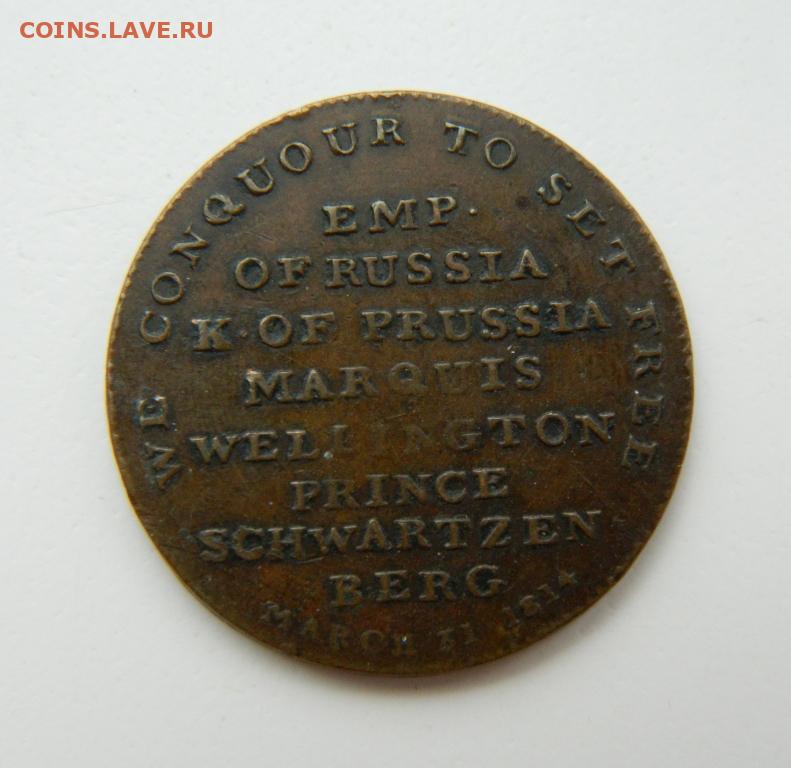 COINS.LAVE.RU
WE CONQUOUR TO SET FREE
EMP.
OF RUSSIA
K·OF PRUSSIA
MARQUIS
WELLINGTON
PRINCE
SCHWARTZEN
BERG
MARCH 31 1814